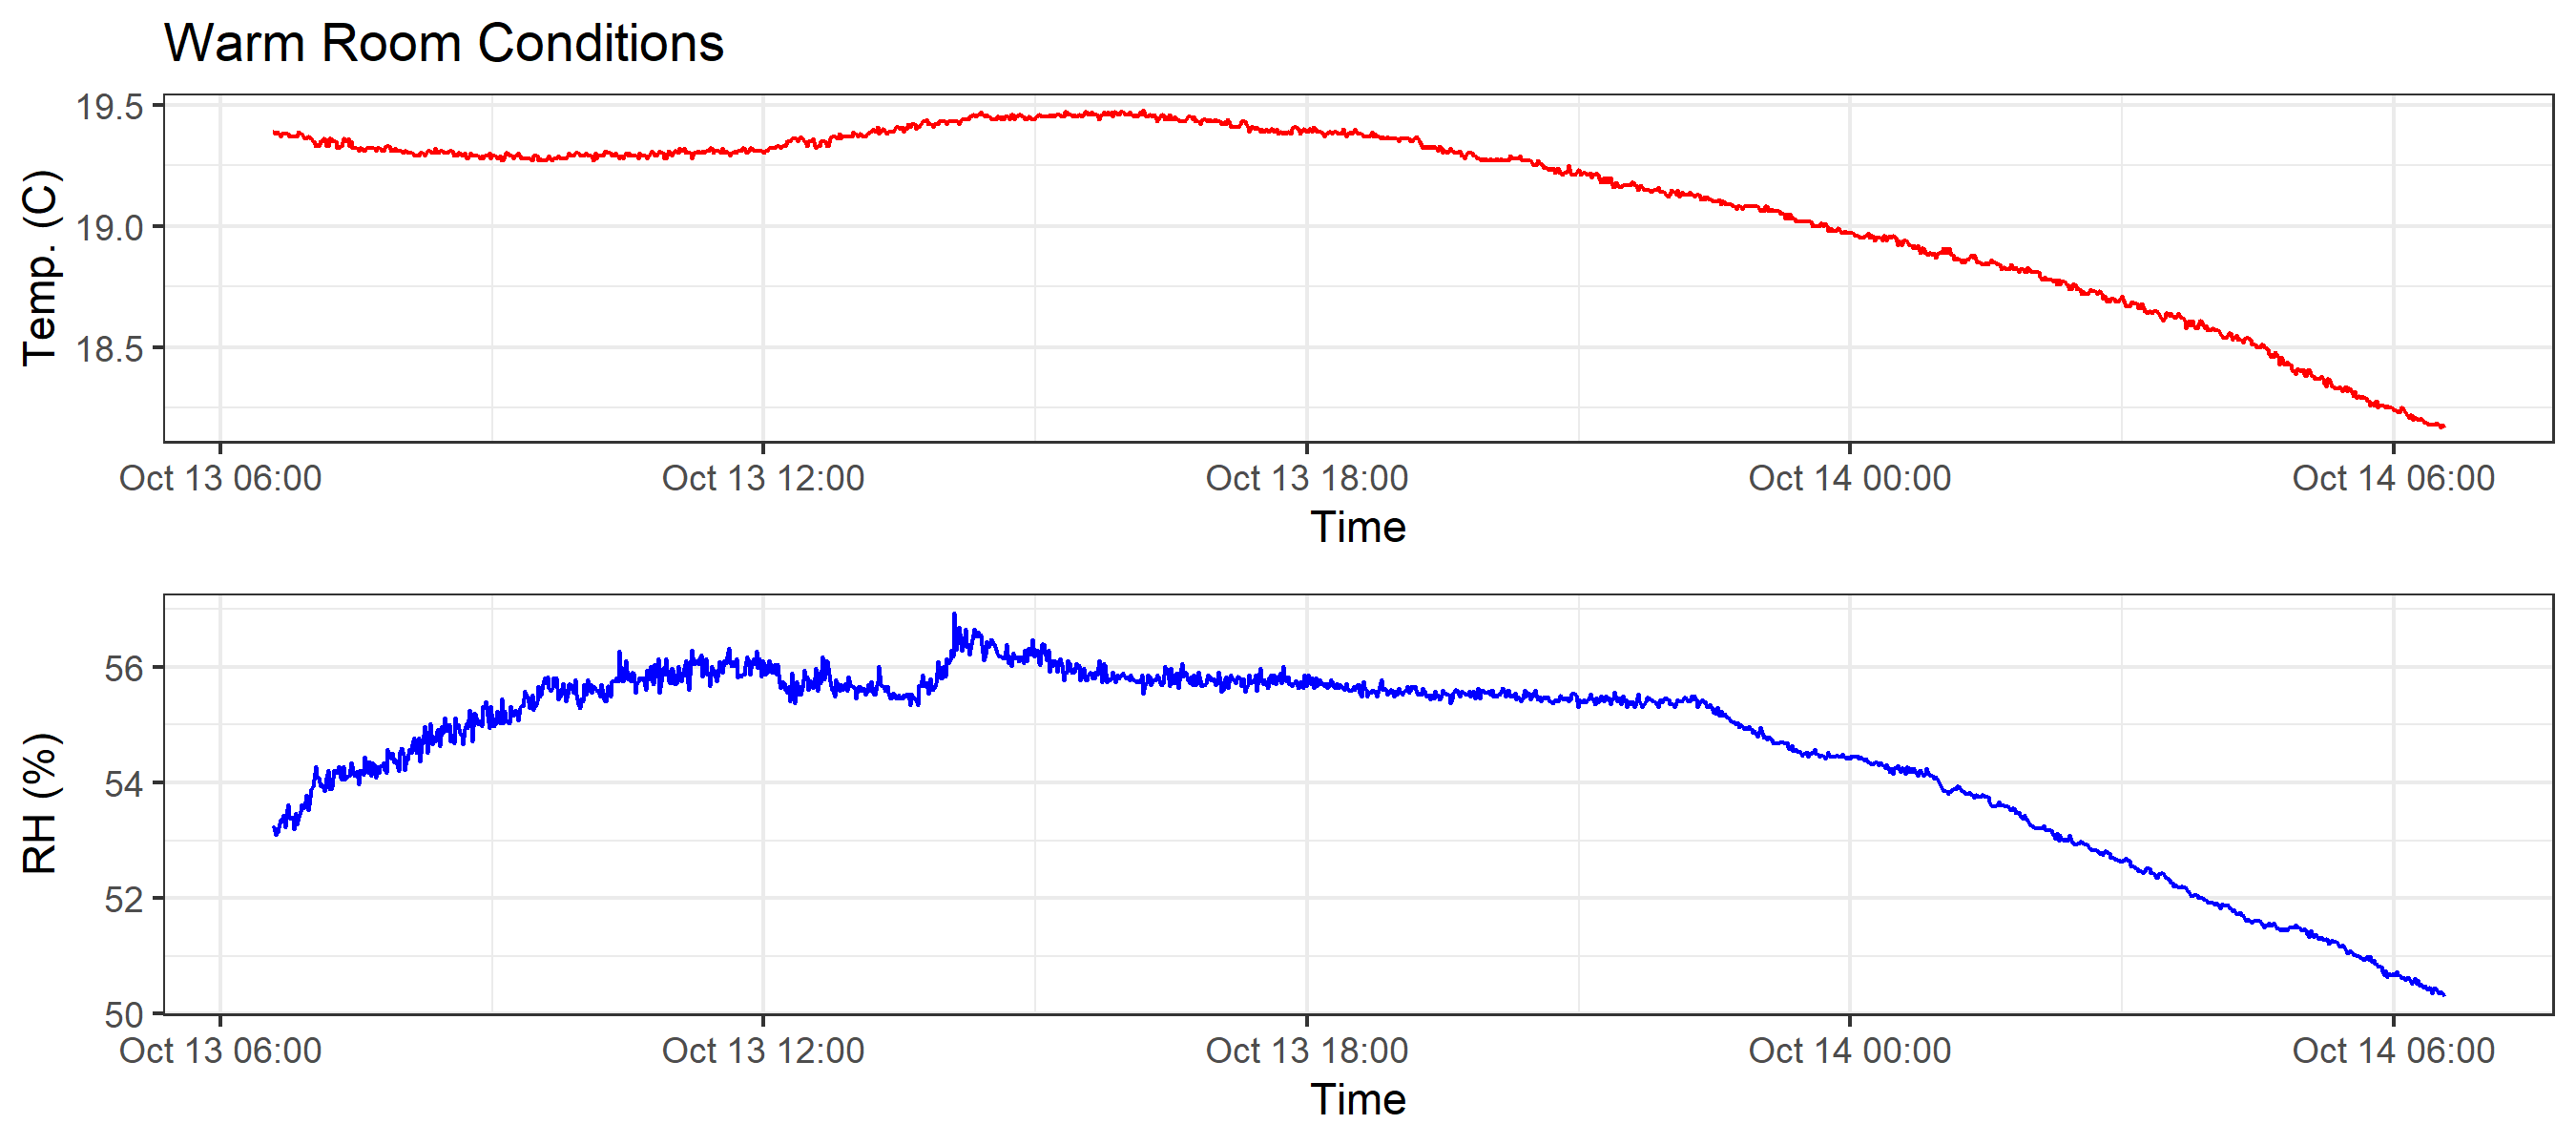 Warm Room Conditions
Temp. (C)
19.5
19.0
18.5
Oct 13 06:00 Oct 13 12:00 Oct 13 18:00 Oct 14 00:00 Oct 14 06:00
Time
RH (%)
56
54
52
50
Oct 13 06:00 Oct 13 12:00 Oct 13 18:00 Oct 14 00:00 Oct 14 06:00
Time